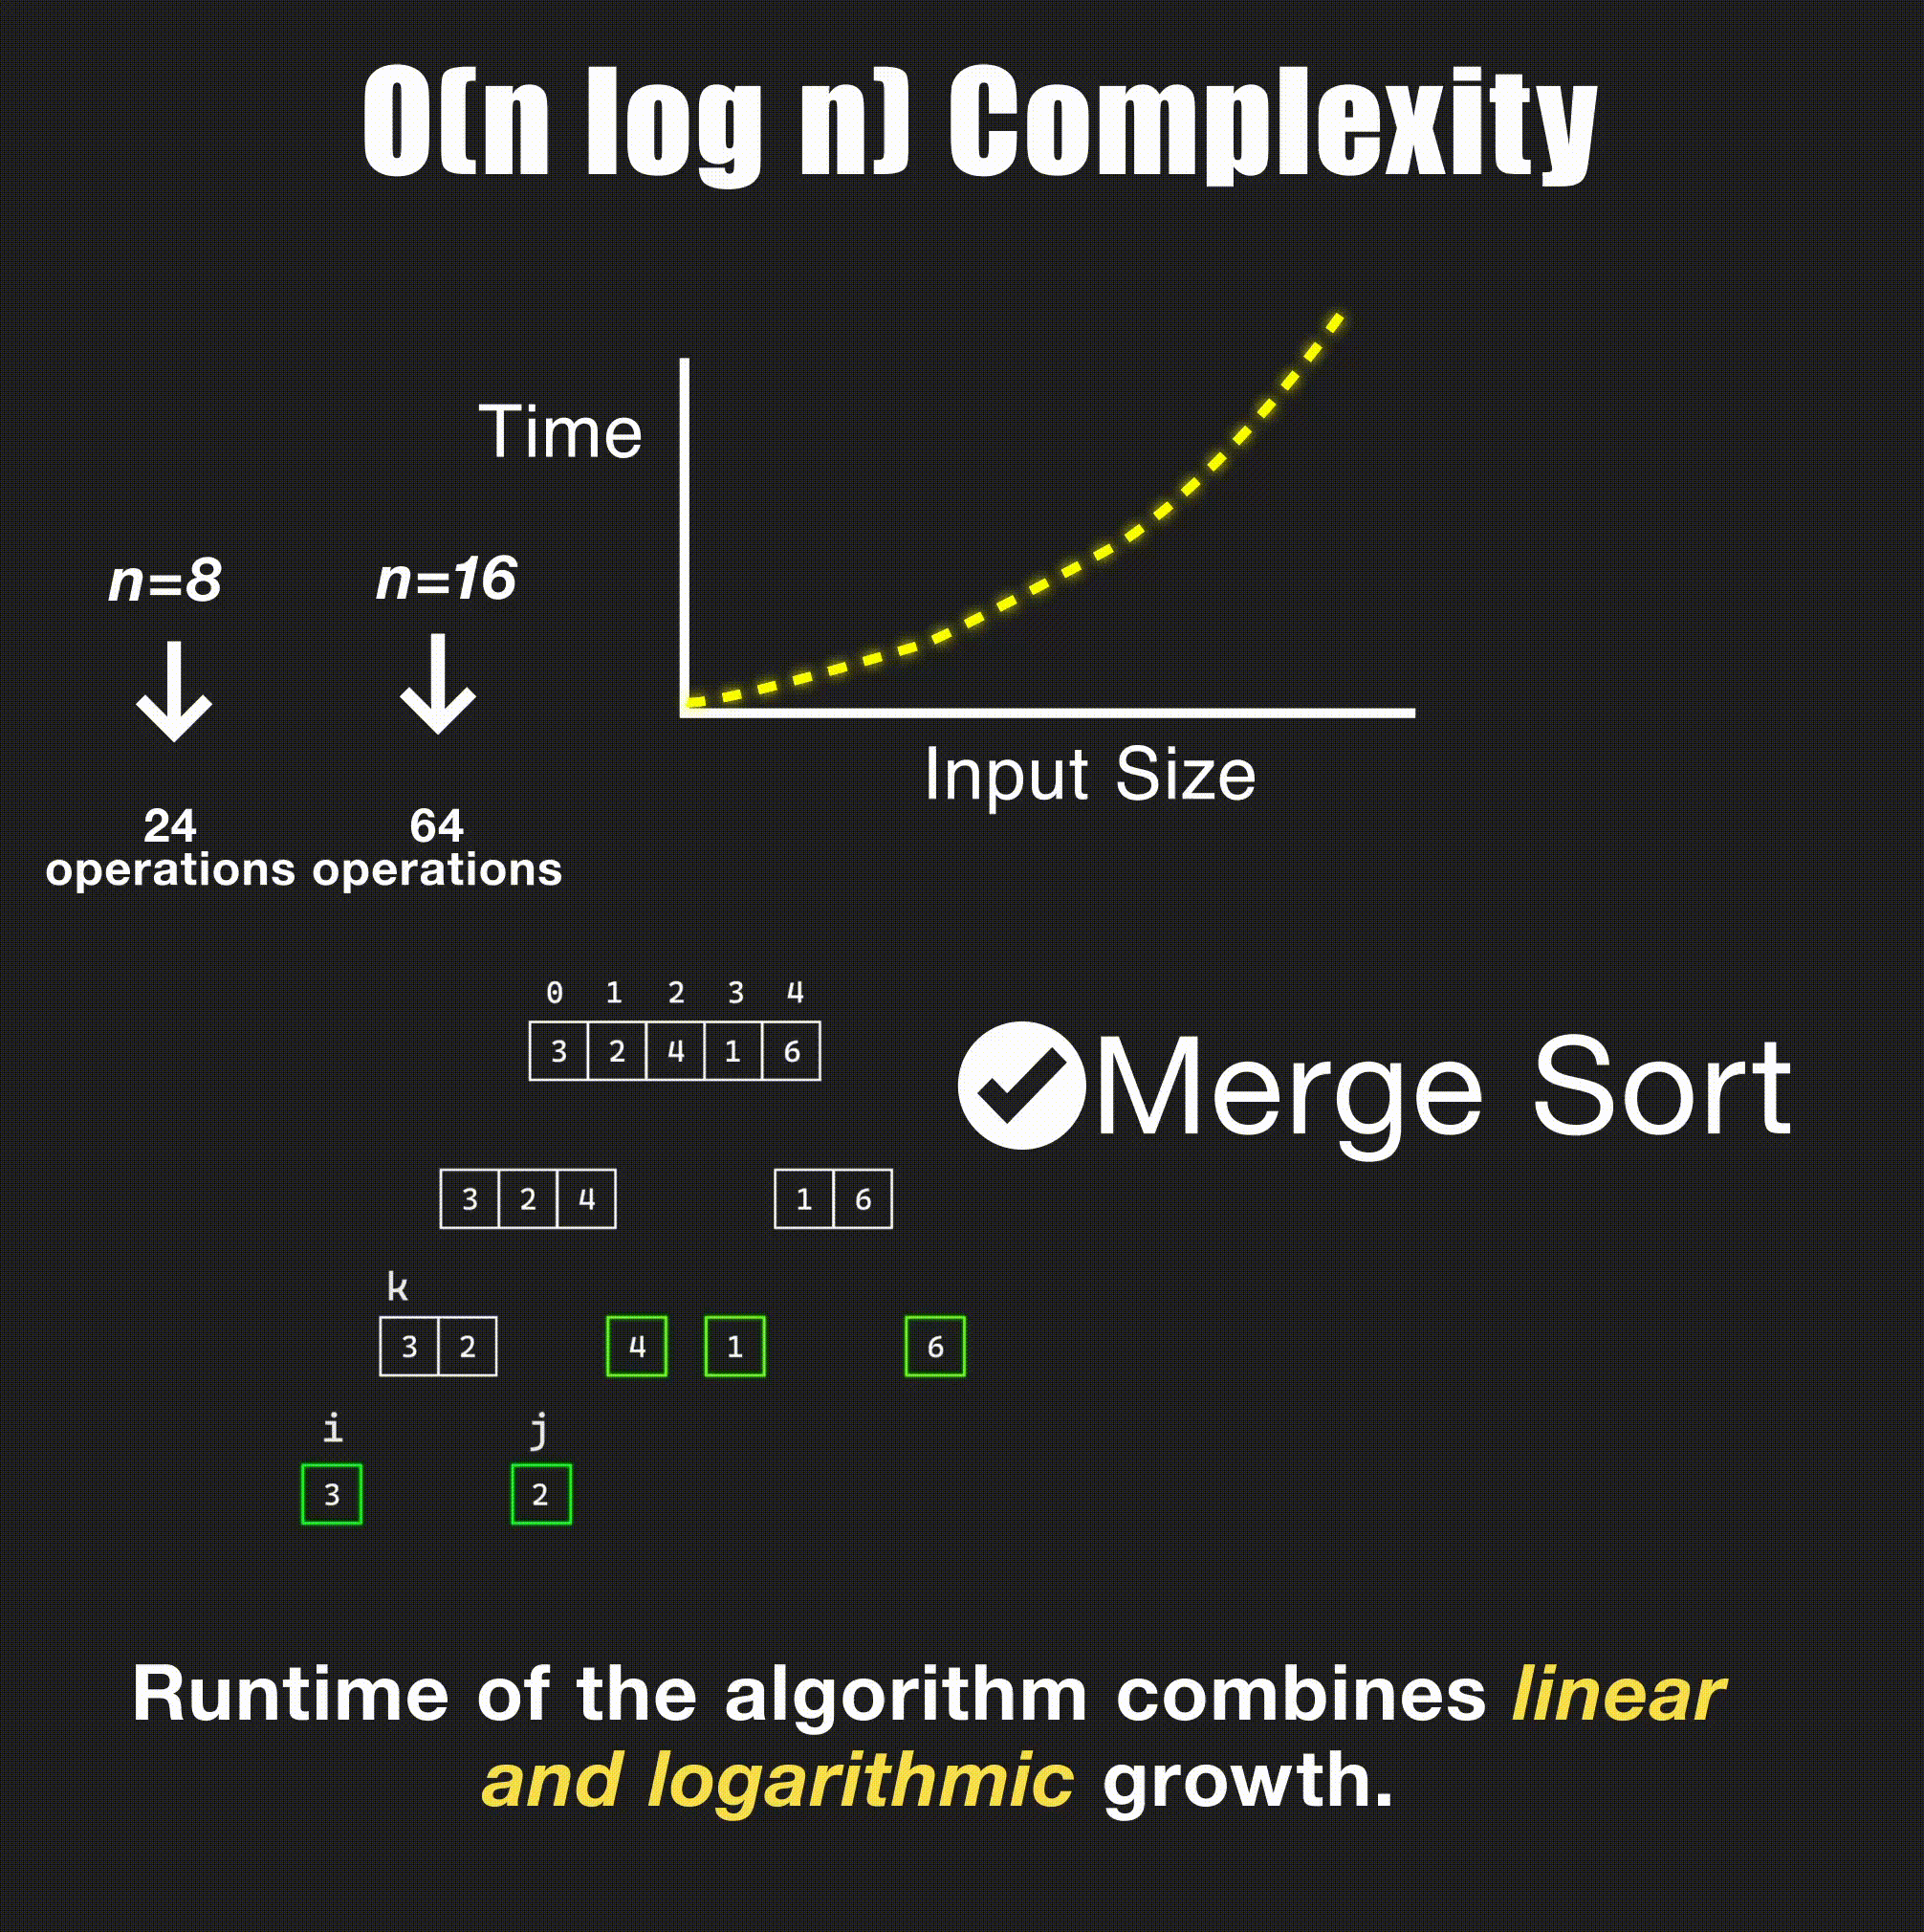 O(n log n) Complexity
Time
n=8 n=16
24 64
operations operations
Input Size
0 1 2 3 4
3 2 4 1 6
Merge Sort
3 2 4 1 6
k
3 2 4 1 6
i j
3 2
Runtime of the algorithm combines linear
and logarithmic growth.